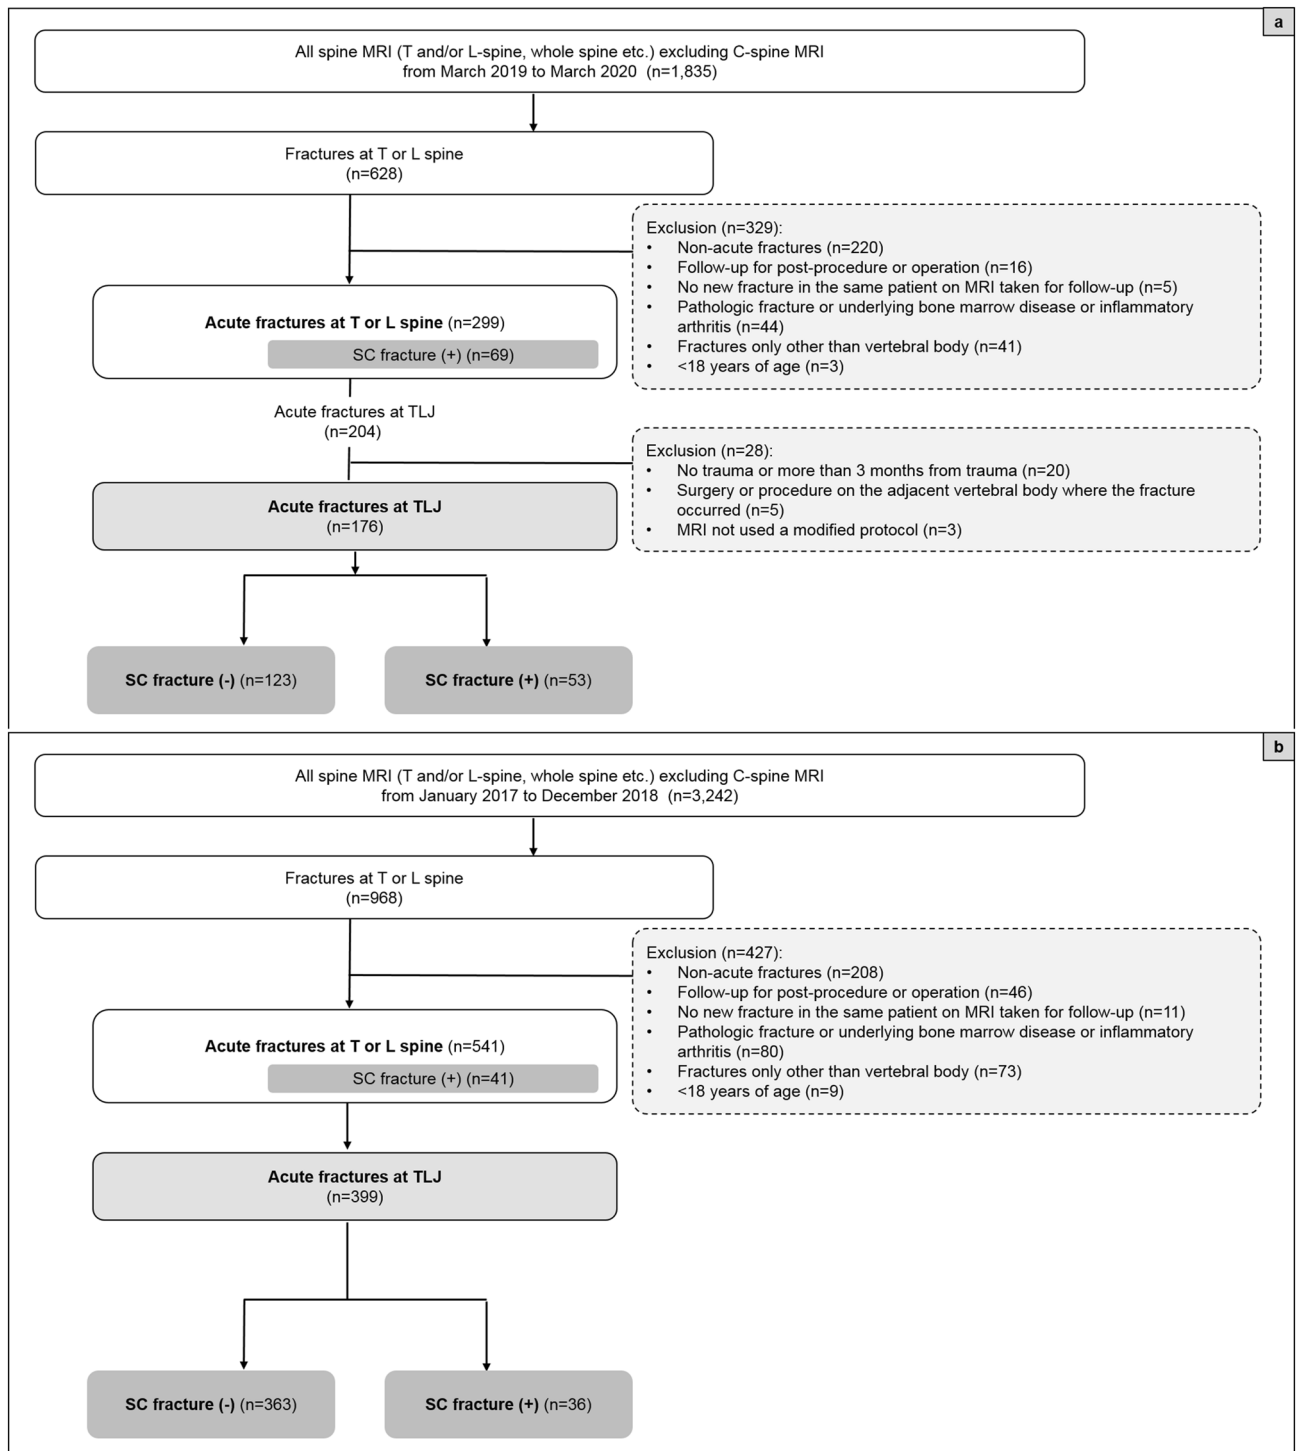 a
All spine MRI (T and/or L-spine, whole spine etc.) excluding C-spine MRI
from March 2019 to March 2020 (n=1,835)
Fractures at T or L spine
(n=628)
Exclusion (n=329):
• Non-acute fractures (n=220)
• Follow-up for post-procedure or operation (n=16)
• No new fracture in the same patient on MRI taken for follow-up (n=5)
• Pathologic fracture or underlying bone marrow disease or inflammatory
arthritis (n=44)
• Fractures only other than vertebral body (n=41)
• <18 years of age (n=3)
Acute fractures at T or L spine (n=299)
SC fracture (+) (n=69)
Acute fractures at TLJ
(n=204)
Exclusion (n=28):
• No trauma or more than 3 months from trauma (n=20)
• Surgery or procedure on the adjacent vertebral body where the fracture
occurred (n=5)
• MRI not used a modified protocol (n=3)
Acute fractures at TLJ
(n=176)
SC fracture (-) (n=123)
SC fracture (+) (n=53)
b
All spine MRI (T and/or L-spine, whole spine etc.) excluding C-spine MRI
from January 2017 to December 2018 (n=3,242)
Fractures at T or L spine
(n=968)
Exclusion (n=427):
• Non-acute fractures (n=208)
• Follow-up for post-procedure or operation (n=46)
• No new fracture in the same patient on MRI taken for follow-up (n=11)
• Pathologic fracture or underlying bone marrow disease or inflammatory
arthritis (n=80)
• Fractures only other than vertebral body (n=73)
• <18 years of age (n=9)
Acute fractures at T or L spine (n=541)
SC fracture (+) (n=41)
Acute fractures at TLJ
(n=399)
SC fracture (-) (n=363)
SC fracture (+) (n=36)